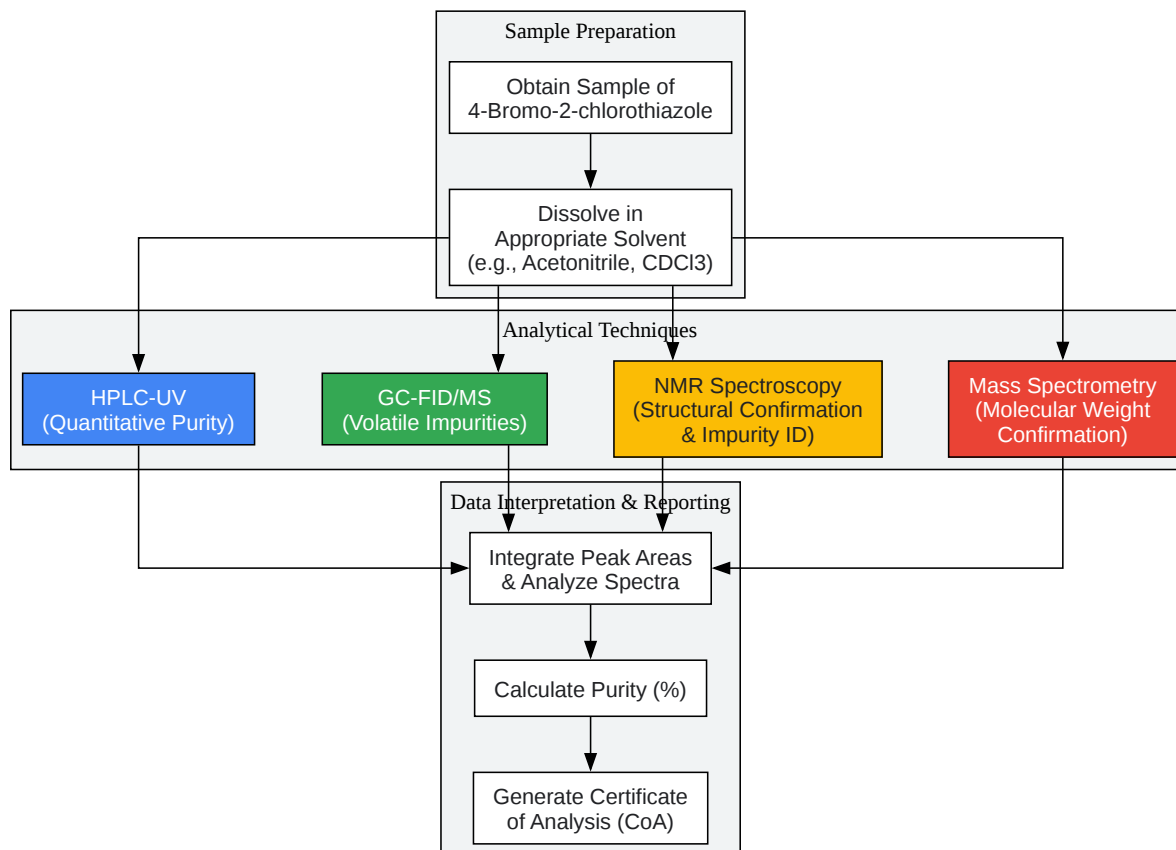 Sample Preparation
Obtain Sample of
4-Bromo-2-chlorothiazole
Dissolve in
Appropriate Solvent
(e.g., Acetonitrile, CDCl3)
Analytical Techniques
HPLC-UV
(Quantitative Purity)
GC-FID/MS
(Volatile Impurities)
NMR Spectroscopy
(Structural Confirmation
& Impurity ID)
Mass Spectrometry
(Molecular Weight
Confirmation)
Data Interpretation & Reporting
Integrate Peak Areas
& Analyze Spectra
Calculate Purity (%)
Generate Certificate
of Analysis (CoA)